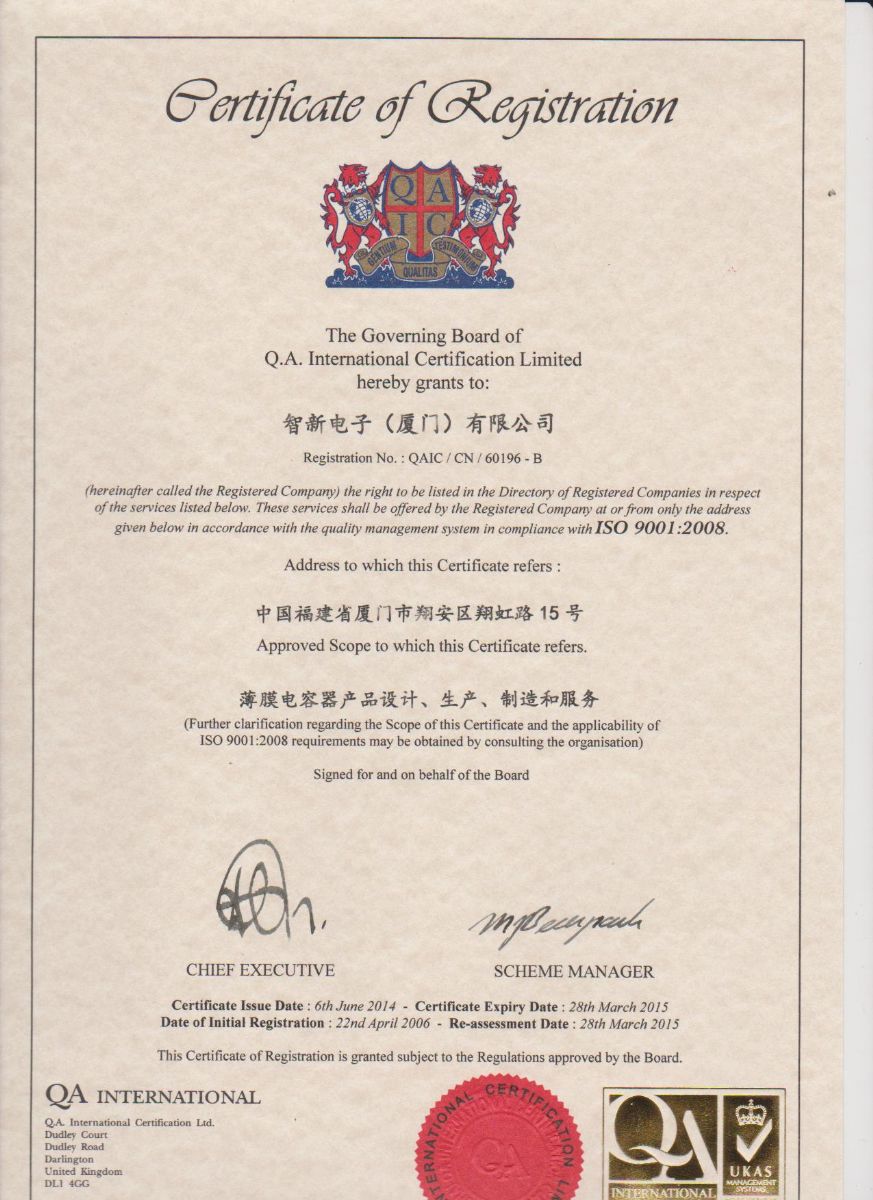 Certificate of Registration
Q A
I C
GENTIUM
QUALITAS
TESTIMONIUM
The Governing Board of
Q.A. International Certification Limited
hereby grants to:
智新电子（厦门）有限公司
Registration No. : QAIC / CN / 60196 - B
(hereinafter called the Registered Company) the right to be listed in the Directory of Registered Companies in respect
of the services listed below. These services shall be offered by the Registered Company at or from only the address
given below in accordance with the quality management system in compliance with ISO 9001:2008.
Address to which this Certificate refers :
中国福建省厦门市翔安区翔虹路 15 号
Approved Scope to which this Certificate refers.
薄膜电容器产品设计、生产、制造和服务
(Further clarification regarding the Scope of this Certificate and the applicability of
ISO 9001:2008 requirements may be obtained by consulting the organisation)
Signed for and on behalf of the Board
CHIEF EXECUTIVE
SCHEME MANAGER
Certificate Issue Date : 6th June 2014 - Certificate Expiry Date : 28th March 2015
Date of Initial Registration : 22nd April 2006 - Re-assessment Date : 28th March 2015
This Certificate of Registration is granted subject to the Regulations approved by the Board.
QA INTERNATIONAL
Q.A. International Certification Ltd.
Dudley Court
Dudley Road
Darlington
United Kingdom
DL1 4GG
INTERNATIONAL CERTIFICATION
QA
QA
INTERNATIONAL
UKAS
MANAGEMENT
SYSTEMS